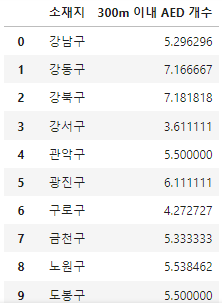 소재지 300m 이내 AED 개수
0 강남구 5.296296
1 강동구 7.166667
2 강북구 7.181818
3 강서구 3.611111
4 관악구 5.500000
5 광진구 6.111111
6 구로구 4.272727
7 금천구 5.333333
8 노원구 5.538462
9 도봉구 5.500000